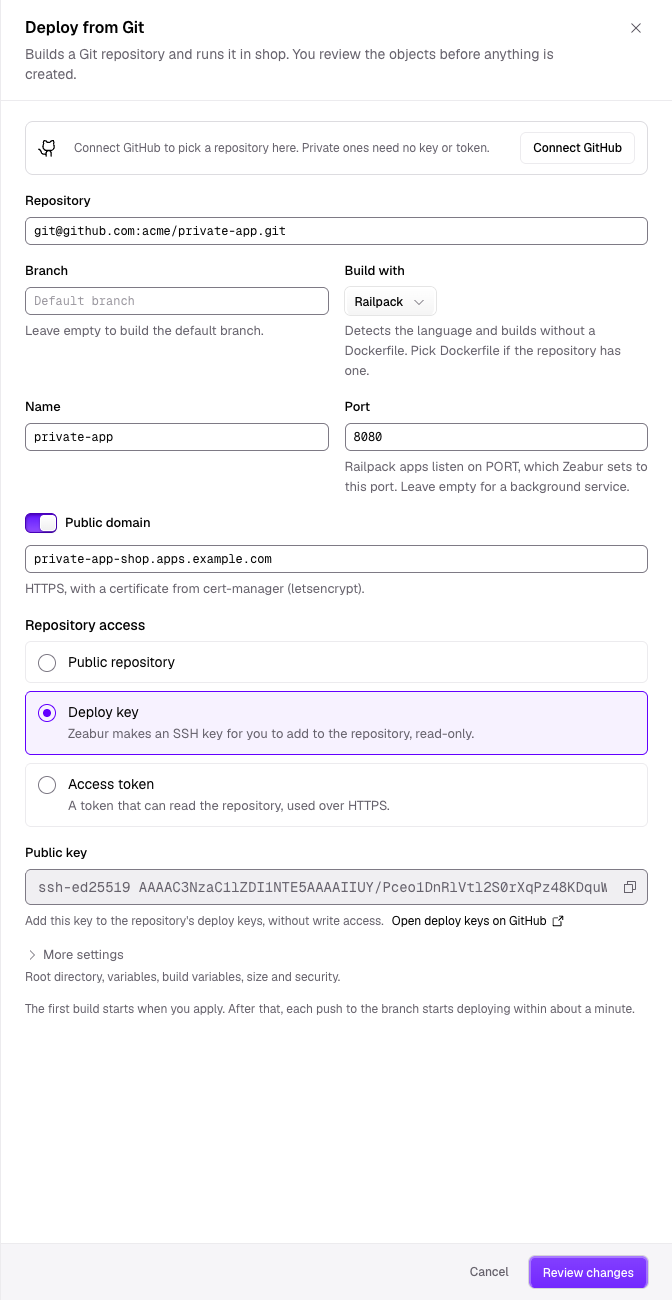 Deploy from Git
Builds a Git repository and runs it in shop. You review the objects before anything is
created.
Connect GitHub to pick a repository here. Private ones need no key or token.
Connect GitHub
Repository
git@github.com:acme/private-app.git
Branch
Build with
Default branch
Railpack
Leave empty to build the default branch.
Detects the language and builds without a
Dockerfile. Pick Dockerfile if the repository has
one.
Name
Port
private-app
8080
Railpack apps listen on PORT, which Zeabur sets to
this port. Leave empty for a background service.
Public domain
private-app-shop.apps.example.com
HTTPS, with a certificate from cert-manager (letsencrypt).
Repository access
Public repository
Deploy key
Zeabur makes an SSH key for you to add to the repository, read-only.
Access token
A token that can read the repository, used over HTTPS.
Public key
ssh-ed25519 AAAAC3NzaC1lZDI1NTE5AAAAIIUY/Pceo1DnRlVtl2S0rXqPz48KDquW
Add this key to the repository's deploy keys, without write access. Open deploy keys on GitHub
More settings
Root directory, variables, build variables, size and security.
The first build starts when you apply. After that, each push to the branch starts deploying within about a minute.
Cancel
Review changes